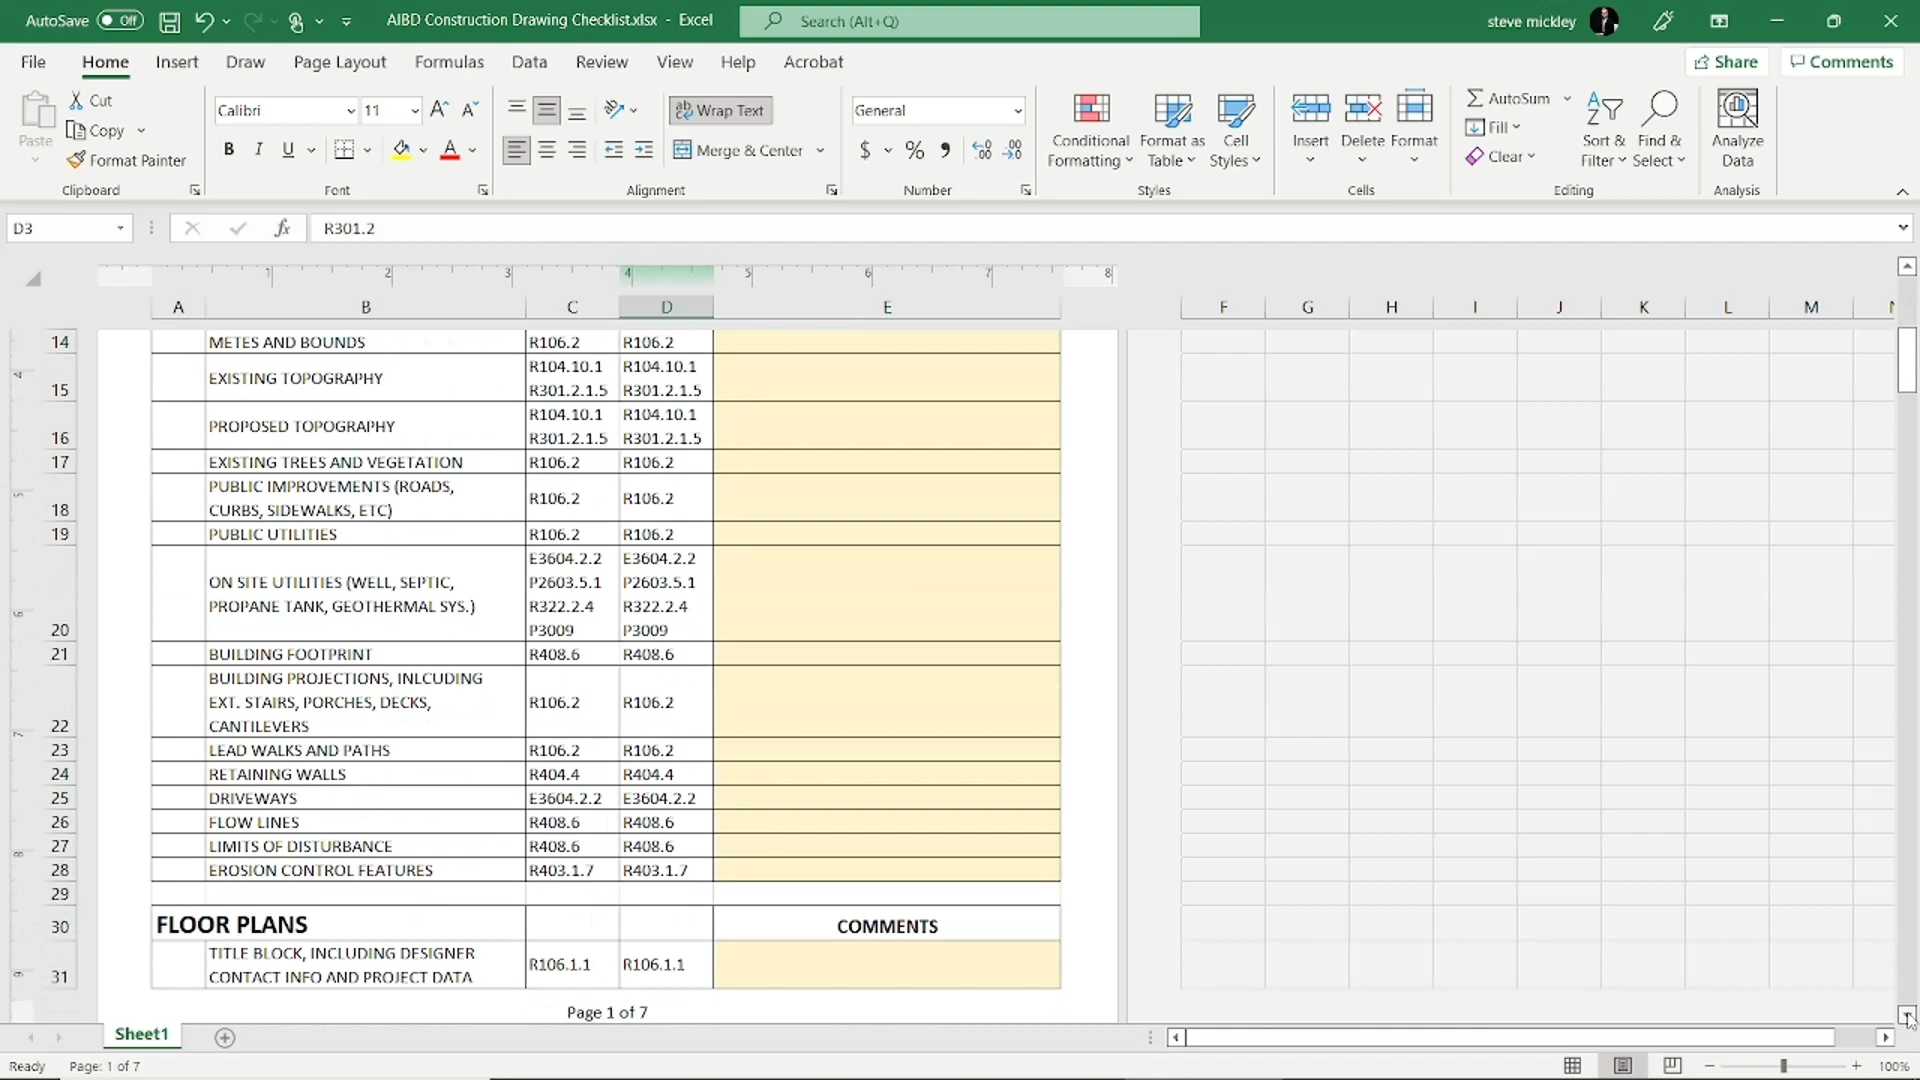 AutoSave Off AIBD Construction Drawing Checklist.xlsx - Excel Search (Alt+Q) steve mickley
File Home Insert Draw Page Layout Formulas Data Review View Help Acrobat Share Comments
Paste
Cut
Copy
Format Painter
Clipboard
Calibri 11
B I U
Font
Wrap Text
Merge & Center
Alignment
General
$ % 9
Number
Conditional Formatting
Format as Table
Cell Styles
Styles
Insert Delete Format
Cells
AutoSum
Fill
Clear
Sort & Filter
Find & Select
Editing
Analyze Data
Analysis
D3 fx R301.2
1 2 3 4 5 6 7 8
A B C D E F G H I J K L M
14 METES AND BOUNDS R106.2 R106.2
15 EXISTING TOPOGRAPHY R104.10.1 R301.2.1.5 R104.10.1 R301.2.1.5
16 PROPOSED TOPOGRAPHY R104.10.1 R301.2.1.5 R104.10.1 R301.2.1.5
17 EXISTING TREES AND VEGETATION R106.2 R106.2
18 PUBLIC IMPROVEMENTS (ROADS, CURBS, SIDEWALKS, ETC) R106.2 R106.2
19 PUBLIC UTILITIES R106.2 R106.2
20 ON SITE UTILITIES (WELL, SEPTIC, PROPANE TANK, GEOTHERMAL SYS.) E3604.2.2 P2603.5.1 R322.2.4 P3009 E3604.2.2 P2603.5.1 R322.2.4 P3009
21 BUILDING FOOTPRINT R408.6 R408.6
22 BUILDING PROJECTIONS, INLCUDING EXT. STAIRS, PORCHES, DECKS, CANTILEVERS R106.2 R106.2
23 LEAD WALKS AND PATHS R106.2 R106.2
24 RETAINING WALLS R404.4 R404.4
25 DRIVEWAYS E3604.2.2 E3604.2.2
26 FLOW LINES R408.6 R408.6
27 LIMITS OF DISTURBANCE R408.6 R408.6
28 EROSION CONTROL FEATURES R403.1.7 R403.1.7
29
30 FLOOR PLANS COMMENTS
31 TITLE BLOCK, INCLUDING DESIGNER CONTACT INFO AND PROJECT DATA R106.1.1 R106.1.1
Page 1 of 7
Sheet1
Ready Page: 1 of 7 100%